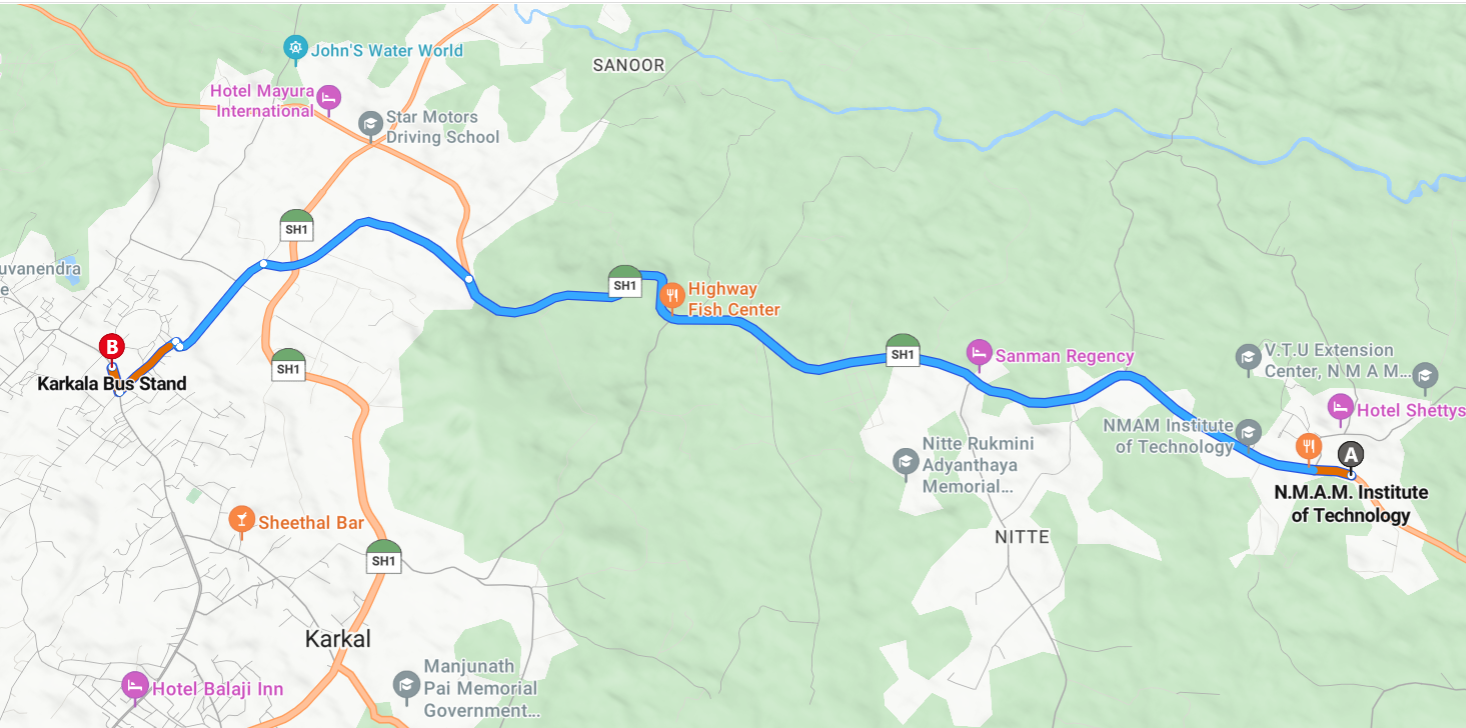 SANOOR
John'S Water World
Hotel Mayura
International
Star Motors
Driving School
SH1
uvanendra
e
SH1
Highway
Fish Center
B
Karkala Bus Stand
SH1
SH1
Sanman Regency
V.T.U Extension
Center, N M A M...
Hotel Shettys
NMAM Institute
of Technology
A
N.M.A.M. Institute
of Technology
Nitte Rukmini
Adyanthaya
Memorial...
Sheethal Bar
NITTE
SH1
Karkal
Hotel Balaji Inn
Manjunath
Pai Memorial
Government...